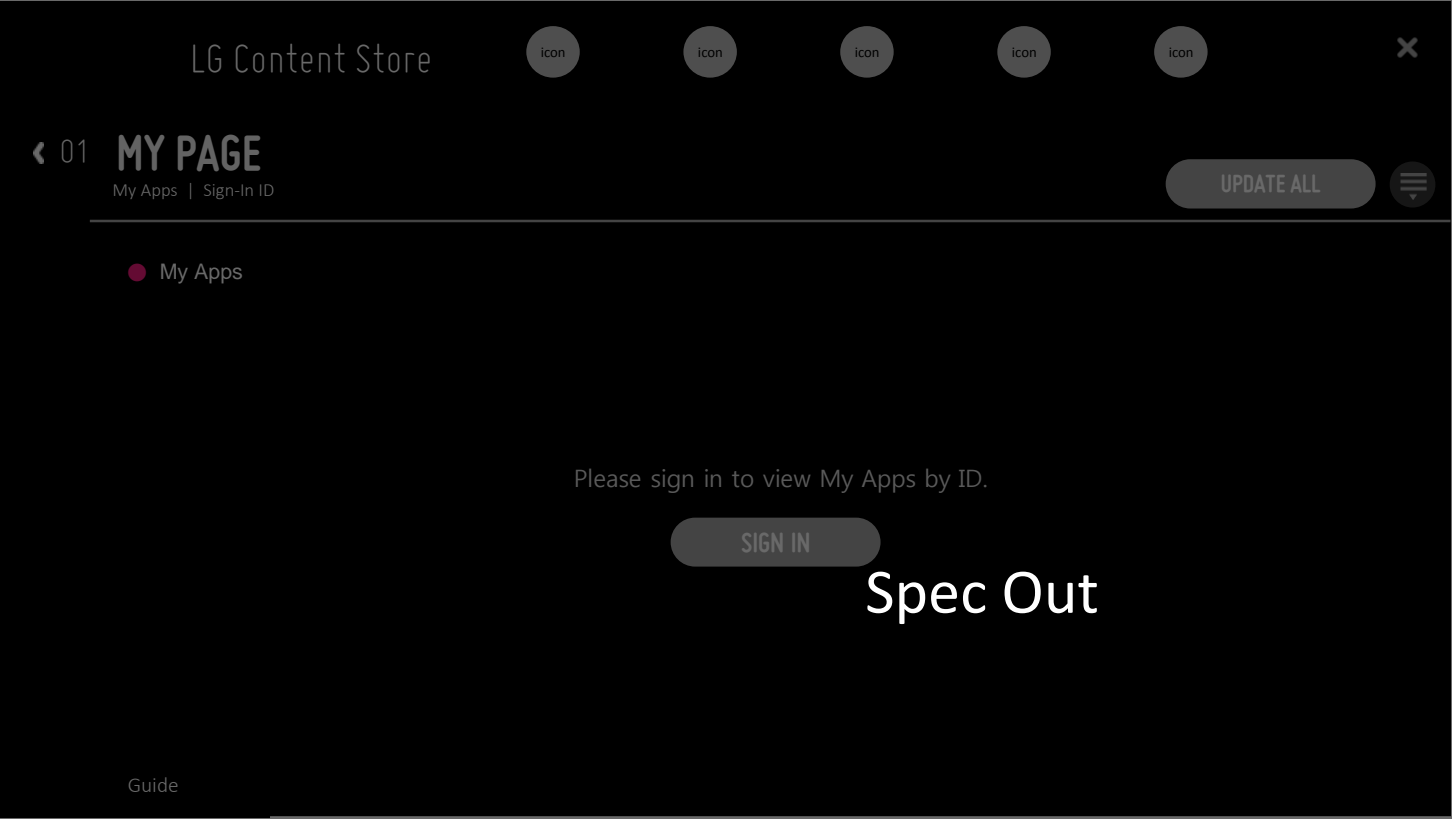 LG Content Store
icon
icon
icon
icon
icon
01
MY PAGE
My Apps | Sign-In ID
UPDATE ALL
My Apps
Please sign in to view My Apps by ID.
SIGN IN
Spec Out
Guide